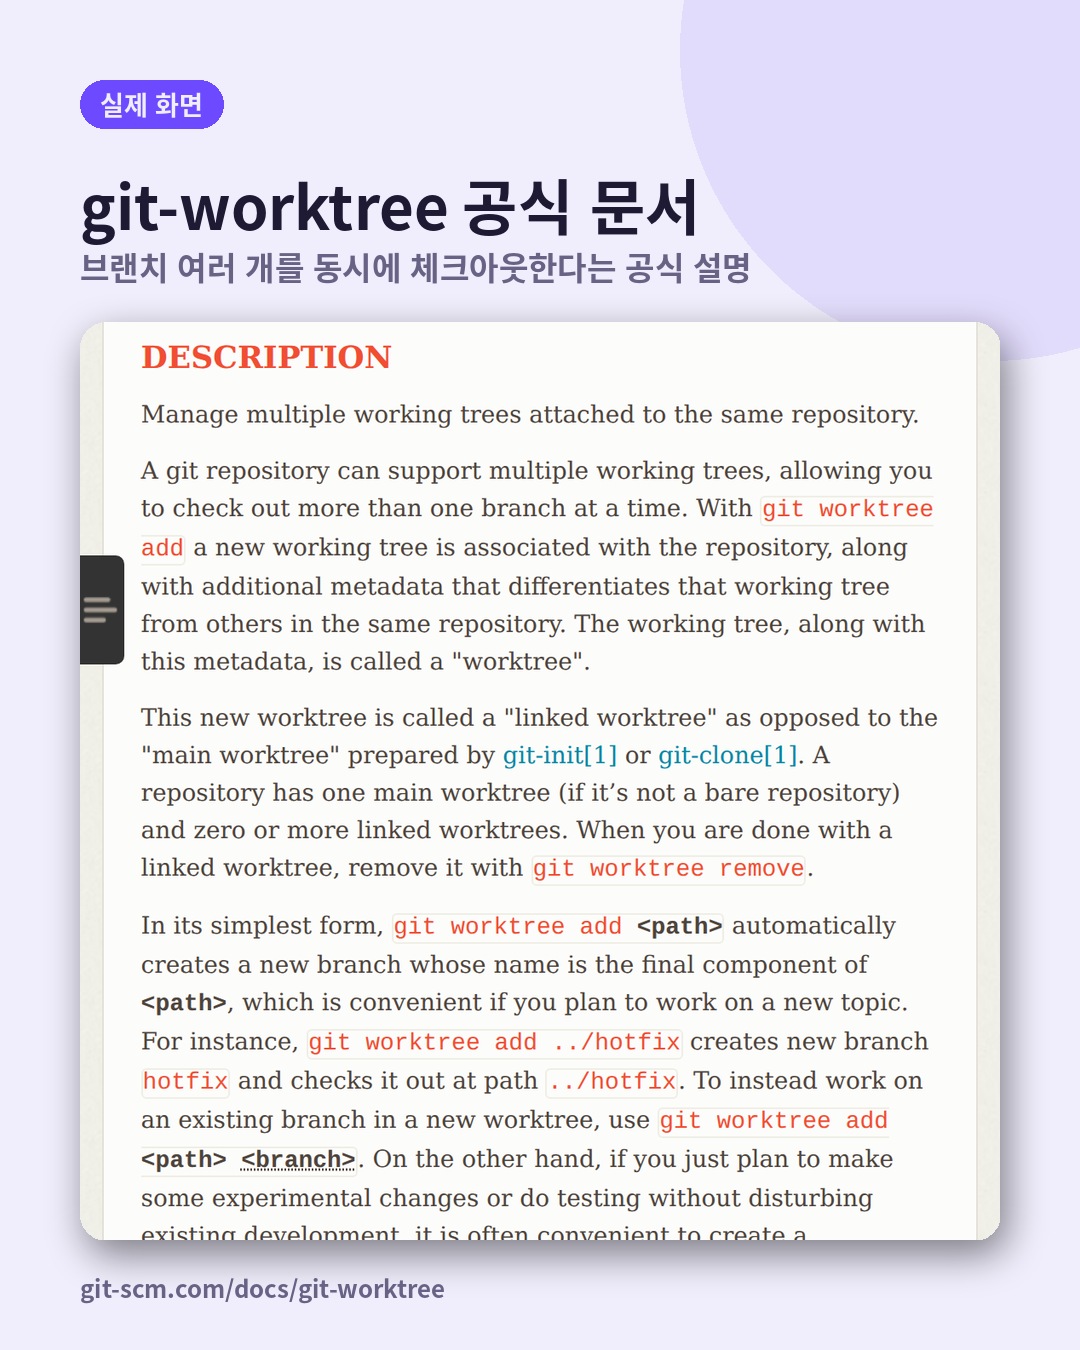 실제 화면
git-worktree 공식 문서
브랜치 여러 개를 동시에 체크아웃한다는 공식 설명
DESCRIPTION
Manage multiple working trees attached to the same repository.
A git repository can support multiple working trees, allowing you
to check out more than one branch at a time. With git worktree
add a new working tree is associated with the repository, along
with additional metadata that differentiates that working tree
from others in the same repository. The working tree, along with
this metadata, is called a "worktree".
This new worktree is called a "linked worktree" as opposed to the
"main worktree" prepared by git-init[1] or git-clone[1]. A
repository has one main worktree (if it’s not a bare repository)
and zero or more linked worktrees. When you are done with a
linked worktree, remove it with git worktree remove.
In its simplest form, git worktree add <path> automatically
creates a new branch whose name is the final component of
<path>, which is convenient if you plan to work on a new topic.
For instance, git worktree add ../hotfix creates new branch
hotfix and checks it out at path ../hotfix. To instead work on
an existing branch in a new worktree, use git worktree add
<path> <branch>. On the other hand, if you just plan to make
some experimental changes or do testing without disturbing
existing development, it is often convenient to create a
git-scm.com/docs/git-worktree